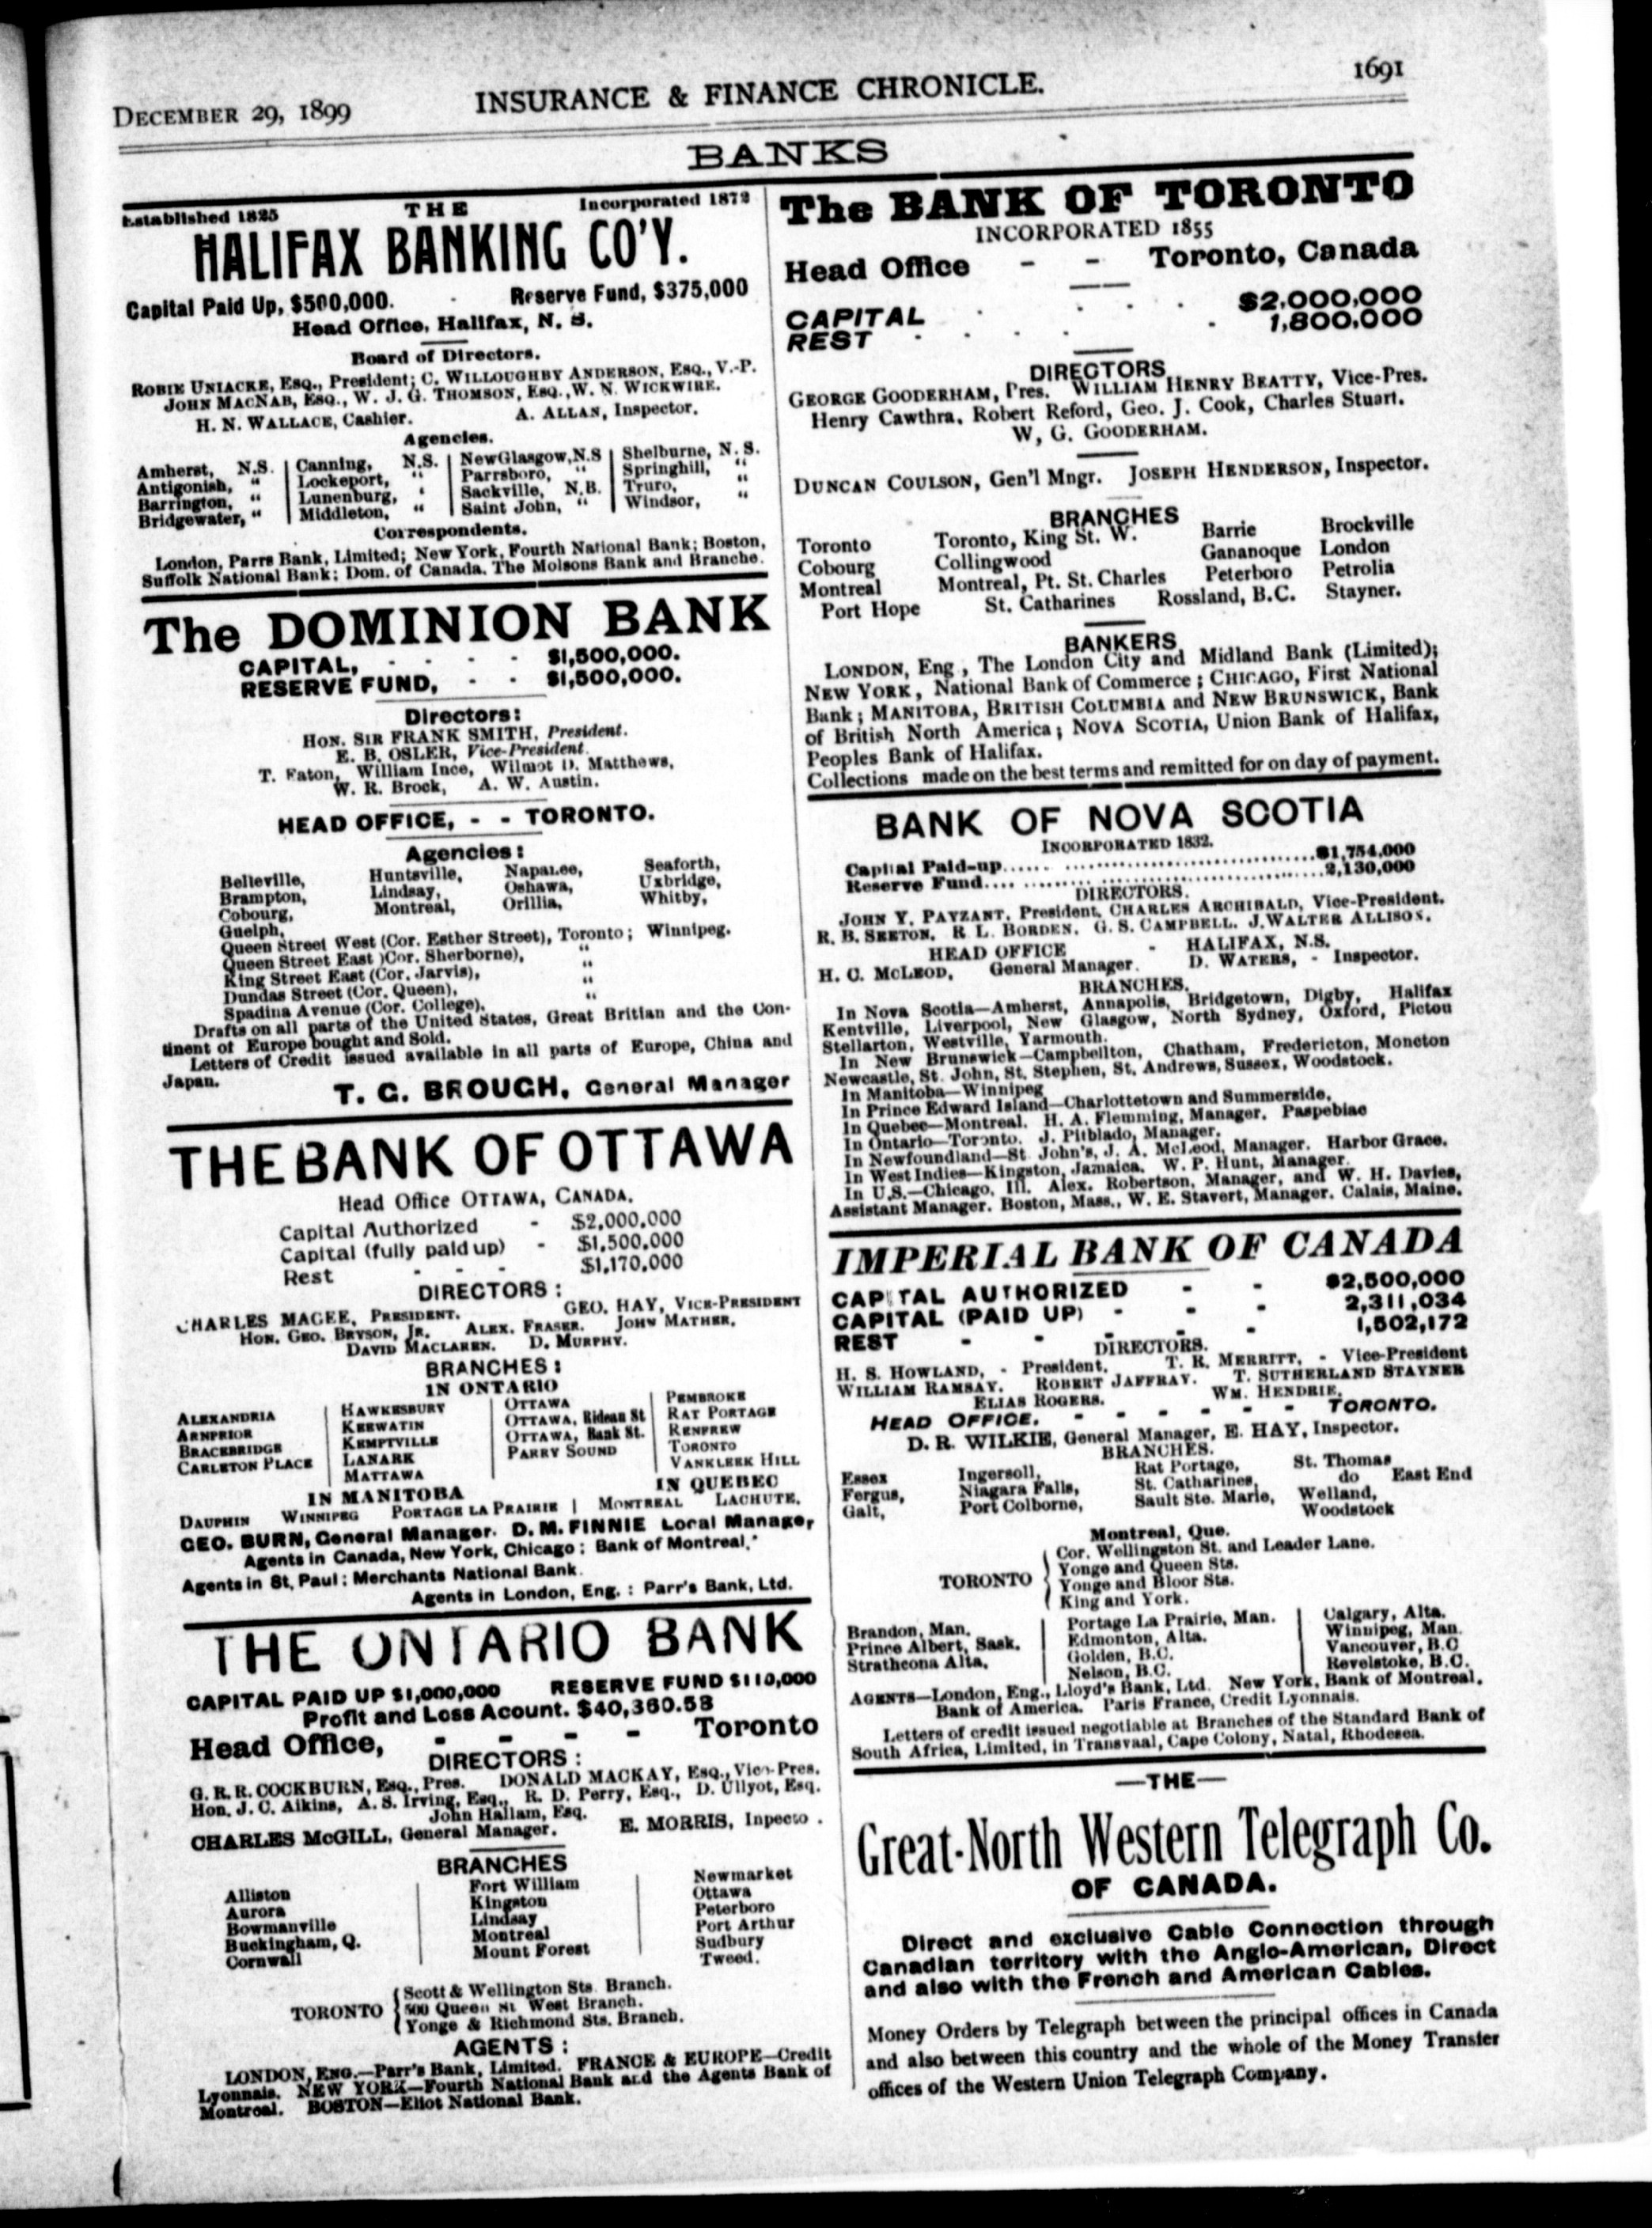 DECEMBER 29, 1899 INSURANCE & FINANCE CHRONICLE. 1691
BANKS
Established 1825 THE Incorporated 1872
HALIFAX BANKING CO'Y.
Capital Paid Up, $500,000. - Reserve Fund, $375,000
Head Office, Halifax, N. S.
Board of Directors.
ROBIE UNIACKE, ESQ., President; C. WILLOUGHBY ANDERSON, ESQ., V.-P.
JOHN MACNAB, ESQ., W. J. G. THOMSON, ESQ., W. N. WICKWIRE.
H. N. WALLACE, Cashier. A. ALLAN, Inspector.
Agencies.
Amherst, N.S. | Canning, N.S. | NewGlasgow,N.S | Shelburne, N. S.
Antigonish, " | Lockeport, " | Parrsboro, " | Springhill, "
Barrington, " | Lunenburg, " | Sackville, N.B. | Truro, "
Bridgewater, " | Middleton, " | Saint John, " | Windsor, "
Correspondents.
London, Parrs Bank, Limited; New York, Fourth National Bank; Boston,
Suffolk National Bank; Dom. of Canada, The Molsons Bank and Branche.
The DOMINION BANK
CAPITAL, - - - - $1,500,000.
RESERVE FUND, - - $1,500,000.
Directors:
HON. SIR FRANK SMITH, President.
E. B. OSLER, Vice-President.
T. Eaton, William Ince, Wilmot D. Matthews,
W. R. Brock, A. W. Austin.
HEAD OFFICE, - - TORONTO.
Agencies:
Belleville, Huntsville, Napanee, Seaforth,
Brampton, Lindsay, Oshawa, Uxbridge,
Cobourg, Montreal, Orillia, Whitby,
Guelph,
Queen Street West (Cor. Esther Street), Toronto; Winnipeg.
Queen Street East )Cor. Sherborne), "
King Street East (Cor. Jarvis), "
Dundas Street (Cor. Queen), "
Spadina Avenue (Cor. College).
Drafts on all parts of the United States, Great Britian and the Con-
tinent of Europe bought and Sold.
Letters of Credit issued available in all parts of Europe, China and
Japan.
T. G. BROUGH, General Manager
THE BANK OF OTTAWA
Head Office OTTAWA, CANADA.
Capital Authorized - $2,000,000
Capital (fully paid up) - $1,500,000
Rest - - - $1,170,000
DIRECTORS:
CHARLES MAGEE, PRESIDENT. GEO. HAY, VICE-PRESIDENT
HON. GEO. BRYSON, JR. ALEX. FRASER. JOHN MATHER.
DAVID MACLAREN. D. MURPHY.
BRANCHES:
IN ONTARIO
ALEXANDRIA | HAWKESBURY | OTTAWA | PEMBROKE
ARNPRIOR | KEEWATIN | OTTAWA, Rideau St | RAT PORTAGE
BRACEBRIDGE | KEMPTVILLE | OTTAWA, Bank St. | RENFREW
CARLETON PLACE | LANARK | PARRY SOUND | TORONTO
MATTAWA | VANKLEEK HILL
IN MANITOBA IN QUEBEC
DAUPHIN WINNIPEG PORTAGE LA PRAIRIE | MONTREAL LACHUTE.
GEO. BURN, General Manager. D. M. FINNIE Local Manager
Agents in Canada, New York, Chicago: Bank of Montreal.
Agents in St. Paul: Merchants National Bank.
Agents in London, Eng. : Parr's Bank, Ltd.
THE ONTARIO BANK
CAPITAL PAID UP $1,000,000 RESERVE FUND $110,000
Profit and Loss Acount. $40,360.58
Head Office, - - - - Toronto
DIRECTORS:
G. R. R. COCKBURN, Esq., Pres. DONALD MACKAY, Esq., Vice-Pres.
Hon. J. C. Aikins, A. S. Irving, Esq., R. D. Perry, Esq., D. Ullyot, Esq.
John Hallam, Esq.
CHARLES McGILL, General Manager. E. MORRIS, Inpecto .
BRANCHES
Alliston | Fort William | Newmarket
Aurora | Kingston | Ottawa
Bowmanville | Lindsay | Peterboro
Buckingham, Q. | Montreal | Port Arthur
Cornwall | Mount Forest | Sudbury
Tweed.
TORONTO { Scott & Wellington Sts. Branch.
500 Queen St West Branch.
Yonge & Richmond Sts. Branch.
AGENTS:
LONDON, ENG.—Parr's Bank, Limited. FRANCE & EUROPE—Credit
Lyonnais. NEW YORK—Fourth National Bank and the Agents Bank of
Montreal. BOSTON—Eliot National Bank.
The BANK OF TORONTO
INCORPORATED 1855
Head Office - - Toronto, Canada
CAPITAL . . . . $2,000,000
REST . . . . . 1,800,000
DIRECTORS
GEORGE GOODERHAM, Pres. WILLIAM HENRY BEATTY, Vice-Pres.
Henry Cawthra, Robert Reford, Geo. J. Cook, Charles Stuart.
W, G. GOODERHAM.
DUNCAN COULSON, Gen'l Mngr. JOSEPH HENDERSON, Inspector.
BRANCHES
Toronto Toronto, King St. W. Barrie Brockville
Cobourg Collingwood Gananoque London
Montreal Montreal, Pt. St. Charles Peterboro Petrolia
Port Hope St. Catharines Rossland, B.C. Stayner.
BANKERS
LONDON, Eng , The London City and Midland Bank (Limited);
NEW YORK, National Bank of Commerce; CHICAGO, First National
Bank; MANITOBA, BRITISH COLUMBIA and NEW BRUNSWICK, Bank
of British North America; NOVA SCOTIA, Union Bank of Halifax,
Peoples Bank of Halifax.
Collections made on the best terms and remitted for on day of payment.
BANK OF NOVA SCOTIA
INCORPORATED 1832.
Capital Paid-up............$1,754,000
Reserve Fund............2,130,000
DIRECTORS.
JOHN Y. PAYZANT, President, CHARLES ARCHIBALD, Vice-President.
R. B. SEETON, R L. BORDEN, G. S. CAMPBELL, J. WALTER ALLISON.
HEAD OFFICE - HALIFAX, N.S.
H. C. MCLEOD, General Manager. D. WATERS, - Inspector.
BRANCHES.
In Nova Scotia—Amherst, Annapolis, Bridgetown, Digby, Halifax
Kentville, Liverpool, New Glasgow, North Sydney, Oxford, Pictou
Stellarton, Westville, Yarmouth.
In New Brunswick—Campbellton, Chatham, Fredericton, Moncton
Newcastle, St. John, St. Stephen, St. Andrews, Sussex, Woodstock.
In Manitoba—Winnipeg
In Prince Edward Island—Charlottetown and Summerside.
In Quebec—Montreal. H. A. Flemming, Manager. Paspebiac
In Ontario—Toronto. J. Pitblado, Manager.
In Newfoundland—St John's, J. A. McLeod, Manager. Harbor Grace.
In West Indies—Kingston, Jamaica. W. P. Hunt, Manager.
In U.S.—Chicago, Ill. Alex. Robertson, Manager, and W. H. Davies,
Assistant Manager. Boston, Mass., W. E. Stavert, Manager. Calais, Maine.
IMPERIAL BANK OF CANADA
CAPITAL AUTHORIZED - - $2,500,000
CAPITAL (PAID UP) - - - 2,311,034
REST - - - - - 1,502,172
DIRECTORS.
H. S. HOWLAND, - President. T. R. MERRITT, - Vice-President
WILLIAM RAMSAY. ROBERT JAFFRAY. T. SUTHERLAND STAYNER
ELIAS ROGERS. WM. HENDRIE.
HEAD OFFICE, - - - - - - TORONTO.
D. R. WILKIE, General Manager, E. HAY, Inspector.
BRANCHES.
Essex Ingersoll, Rat Portage, St. Thomas
Fergus, Niagara Falls, St. Catharines, do East End
Galt, Port Colborne, Sault Ste. Marie, Welland,
Woodstock
Montreal, Que.
TORONTO { Cor. Wellingston St. and Leader Lane.
Yonge and Queen Sts.
Yonge and Bloor Sts.
King and York.
Brandon, Man. | Portage La Prairie, Man. | Calgary, Alta.
Prince Albert, Sask. | Edmonton, Alta. | Winnipeg, Man.
Strathcona Alta, | Golden, B.C. | Vancouver, B.C
Nelson, B.C. | Revelstoke, B.C.
AGENTS—London, Eng., Lloyd's Bank, Ltd. New York, Bank of Montreal,
Bank of America. Paris France, Credit Lyonnais.
Letters of credit issued negotiable at Branches of the Standard Bank of
South Africa, Limited, in Transvaal, Cape Colony, Natal, Rhodesea.
—THE—
Great-North Western Telegraph Co.
OF CANADA.
Direct and exclusive Cable Connection through
Canadian territory with the Anglo-American, Direct
and also with the French and American Cables.
Money Orders by Telegraph between the principal offices in Canada
and also between this country and the whole of the Money Transfer
offices of the Western Union Telegraph Company.